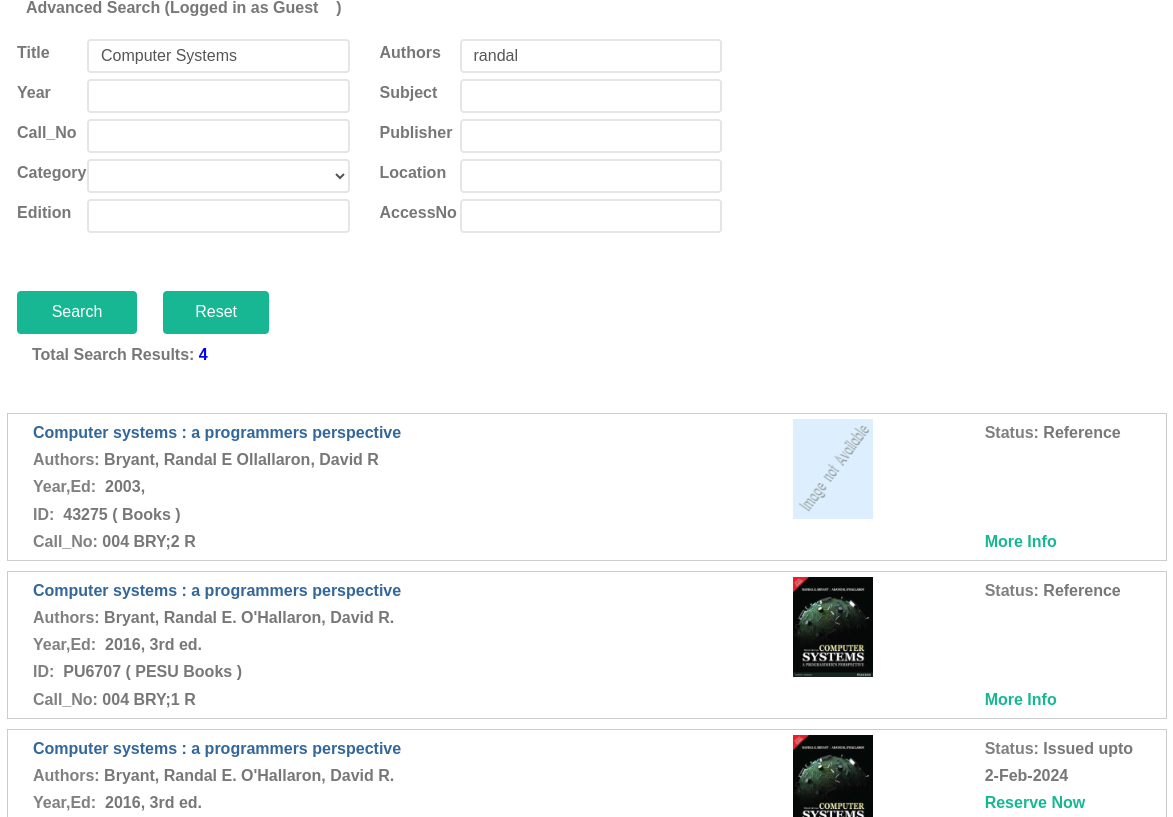 Advanced Search (Logged in as Guest )
Title Computer Systems Authors randal
Year Subject
Call_No Publisher
Category Location
Edition AccessNo
Search Reset
Total Search Results: 4
Computer systems : a programmers perspective
Authors: Bryant, Randal E Ollallaron, David R
Year,Ed: 2003,
ID: 43275 ( Books )
Call_No: 004 BRY;2 R
Image not Available
Status: Reference
More Info
Computer systems : a programmers perspective
Authors: Bryant, Randal E. O'Hallaron, David R.
Year,Ed: 2016, 3rd ed.
ID: PU6707 ( PESU Books )
Call_No: 004 BRY;1 R
COMPUTER
SYSTEMS
A PROGRAMMER'S PERSPECTIVE
Status: Reference
More Info
Computer systems : a programmers perspective
Authors: Bryant, Randal E. O'Hallaron, David R.
Year,Ed: 2016, 3rd ed.
COMPUTER
SYSTEMS
Status: Issued upto
2-Feb-2024
Reserve Now